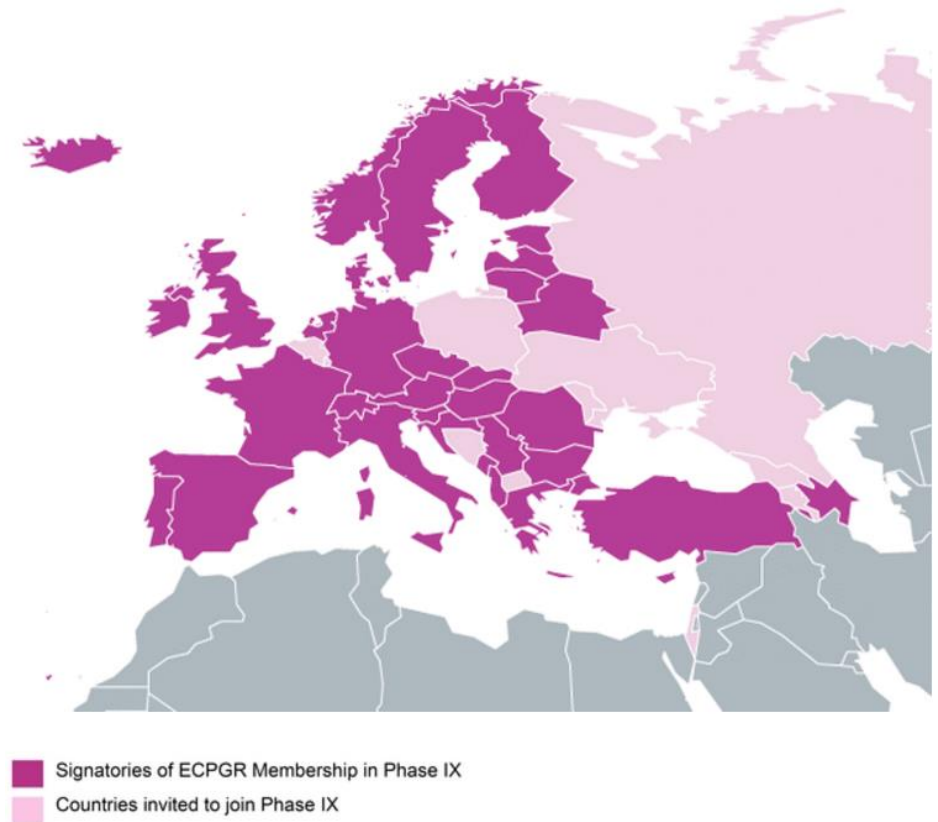 Signatories of ECPGR Membership in Phase IX
Countries invited to join Phase IX